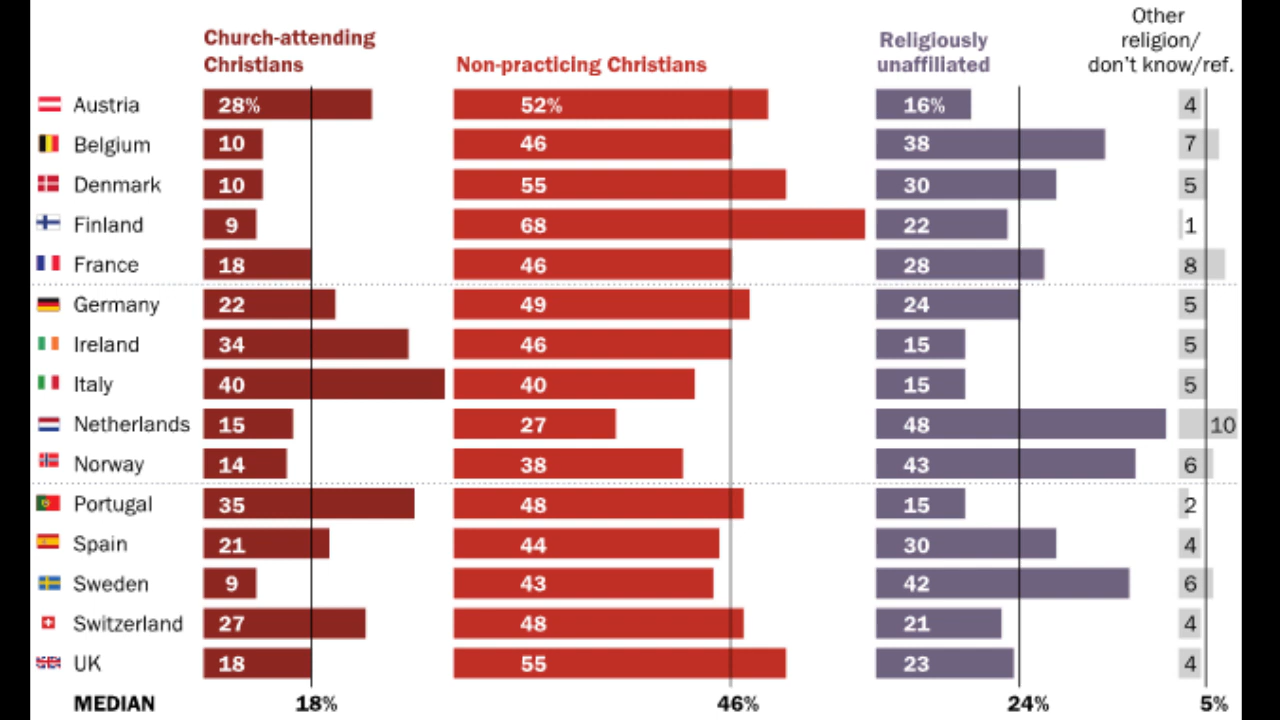 Church-attending
Christians
Non-practicing Christians
Religiously
unaffiliated
Other
religion/
don't know/ref.
Austria 28% 52% 16% 4
Belgium 10 46 38 7
Denmark 10 55 30 5
Finland 9 68 22 1
France 18 46 28 8
Germany 22 49 24 5
Ireland 34 46 15 5
Italy 40 40 15 5
Netherlands 15 27 48 10
Norway 14 38 43 6
Portugal 35 48 15 2
Spain 21 44 30 4
Sweden 9 43 42 6
Switzerland 27 48 21 4
UK 18 55 23 4
MEDIAN 18% 46% 24% 5%